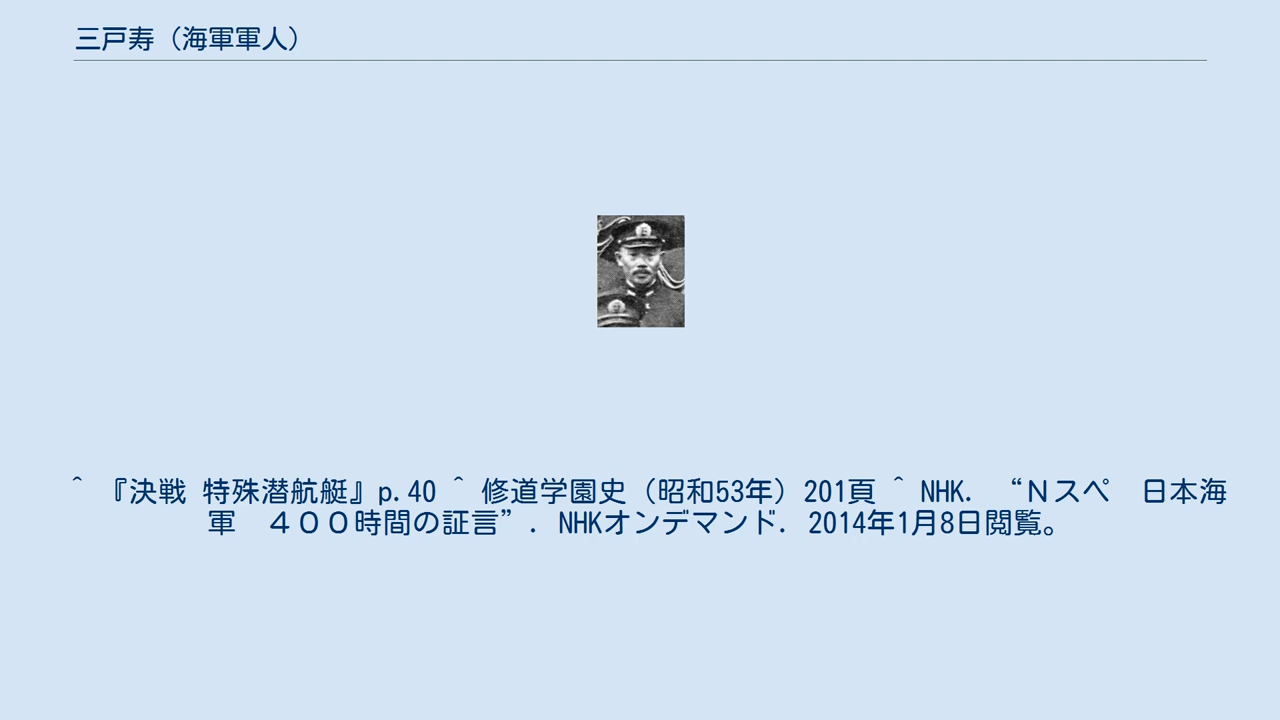 三戸寿（海軍軍人）
^ 『決戦 特殊潜航艇』p.40 ^ 修道学園史（昭和53年）201頁 ^ NHK. “Ｎスペ　日本海
軍　４００時間の証言”. NHKオンデマンド. 2014年1月8日閲覧。